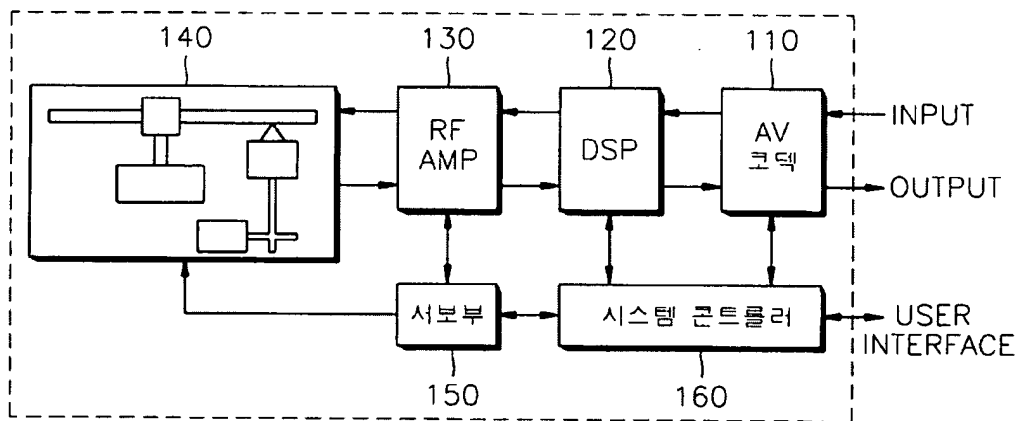 140
130
120
110
RF
AMP
DSP
AV
코덱
INPUT
OUTPUT
서보부
시스템 콘트롤러
USER
INTERFACE
150
160